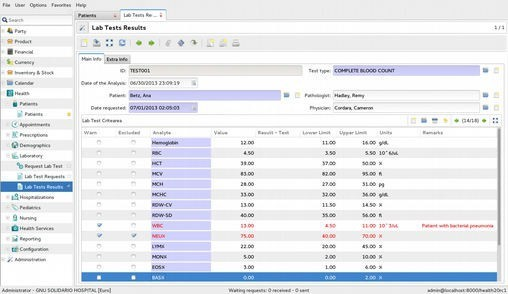 File User Options Favorites Help
Search
Party
Product
Financial
Currency
Inventory & Stock
Calendar
Health
Patients
Patients
Appointments
Prescriptions
Demographics
Laboratory
Request Lab Test
Lab Test Requests
Lab Tests Results
Hospitalizations
Pediatrics
Nursing
Health Services
Reporting
Configuration
Administration
Patients Lab Tests Re...
Lab Tests Results 1 / 1
Main Info Extra Info
ID: TEST001 Test type: COMPLETE BLOOD COUNT
Date of the Analysis: 06/30/2013 23:09:19
Patient: Betz, Ana Pathologist: Hadley, Remy
Date requested: 07/01/2013 02:05:03 Physician: Cordara, Cameron
Lab Test Critearea (14/18)
Warn Excluded Analyte Value Result - Text Lower Limit Upper Limit Units Remarks
Hemoglobin 12.00 11.00 16.00 g/dL
RBC 4.50 3.50 5.50
HCT 39.00 37.00 50.00
MCV 83.00 82.00 95.00 fl
MCH 28.00 27.00 31.00 pg
MCHC 33.00 32.00 36.00 g/dL
RDW-CV 13.00 11.50 14.50
RDW-SD 40.00 35.00 56.00 fl
WBC 13.00 4.50 11.00 Patient with bacterial pneumonia
NEU% 75.00 40.00 70.00
LYMX 22.00 20.00 45.00
MONX 5.00 2.00 10.00
EOSX 3.00 1.00 6.00
BASX 0.00 0.00 2.00
Administrator - GNU SOLIDARIO HOSPITAL [Euro] Waiting requests: 0 received - 0 sent admin@localhost:8000/health20rc1